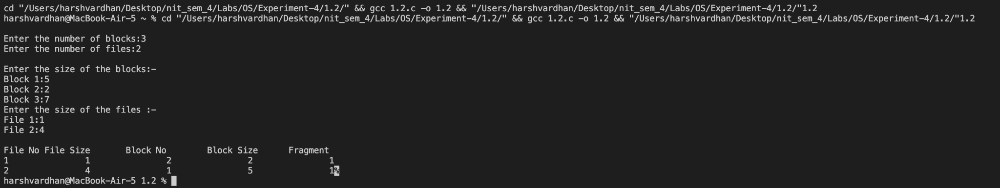 cd "/Users/harshvardhan/Desktop/nit_sem_4/Labs/OS/Experiment-4/1.2/" && gcc 1.2.c -o 1.2 && "/Users/harshvardhan/Desktop/nit_sem_4/Labs/OS/Experiment-4/1.2/"1.2
harshvardhan@MacBook-Air-5 ~ % cd "/Users/harshvardhan/Desktop/nit_sem_4/Labs/OS/Experiment-4/1.2/" && gcc 1.2.c -o 1.2 && "/Users/harshvardhan/Desktop/nit_sem_4/Labs/OS/Experiment-4/1.2/"1.2
Enter the number of blocks:3
Enter the number of files:2
Enter the size of the blocks:-
Block 1:5
Block 2:2
Block 3:7
Enter the size of the files :-
File 1:1
File 2:4
File No File Size       Block No        Block Size      Fragment
1               1               2               2               1
2               4               1               5               1%
harshvardhan@MacBook-Air-5 1.2 %